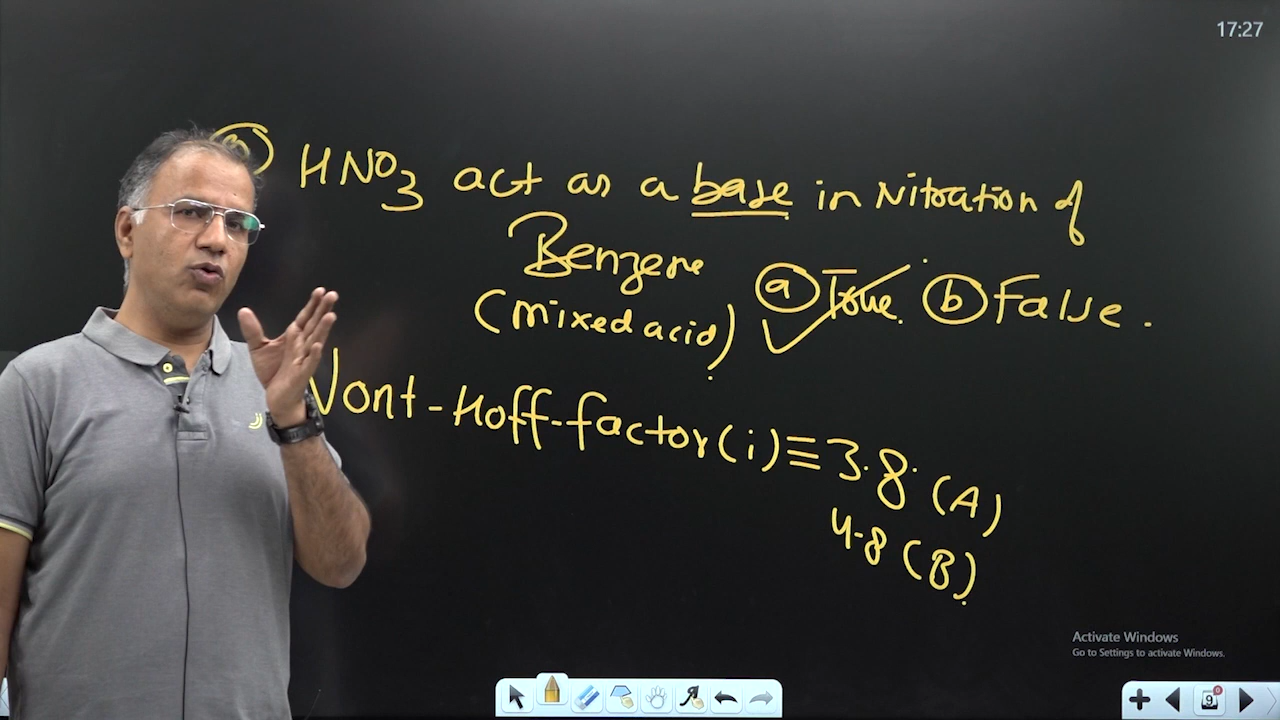 17:27
HNO3 act as a base in Nitration of
Benzene
(mixed acid)
a True. b False.
Vont-Hoff-factor(i) ≡ 3.8 (A)
4.8 (B)
Activate Windows
Go to Settings to activate Windows.
9